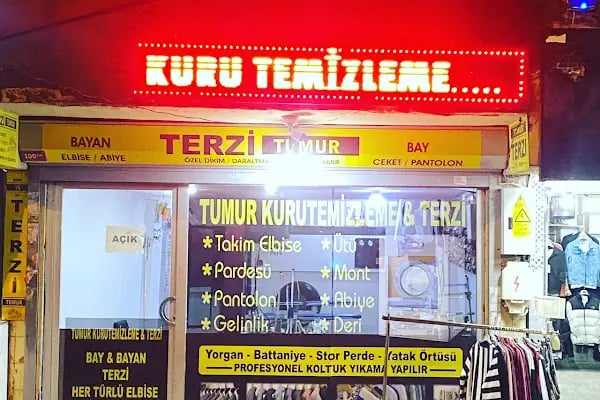 KURU TEMİZLEME.....
BAYAN
ELBİSE / ABİYE
TERZİ TUMUR
ÖZEL DİKİM / DARALTMA
BAY
CEKET / PANTOLON
TERZİ
TERZİ
TUMUR
AÇIK
TUMUR KURUTEMİZLEME & TERZİ
* Takim Elbise
* Pardesü
* Pantolon
* Gelinlik
* Ütü
* Mont
* Abiye
* Deri
Yorgan - Battaniye - Stor Perde - Yatak Örtüsü
PROFESYONEL KOLTUK YIKAMA YAPILIR
TUMUR KURUTEMİZLEME & TERZİ
BAY & BAYAN
TERZİ
HER TÜRLÜ ELBİSE